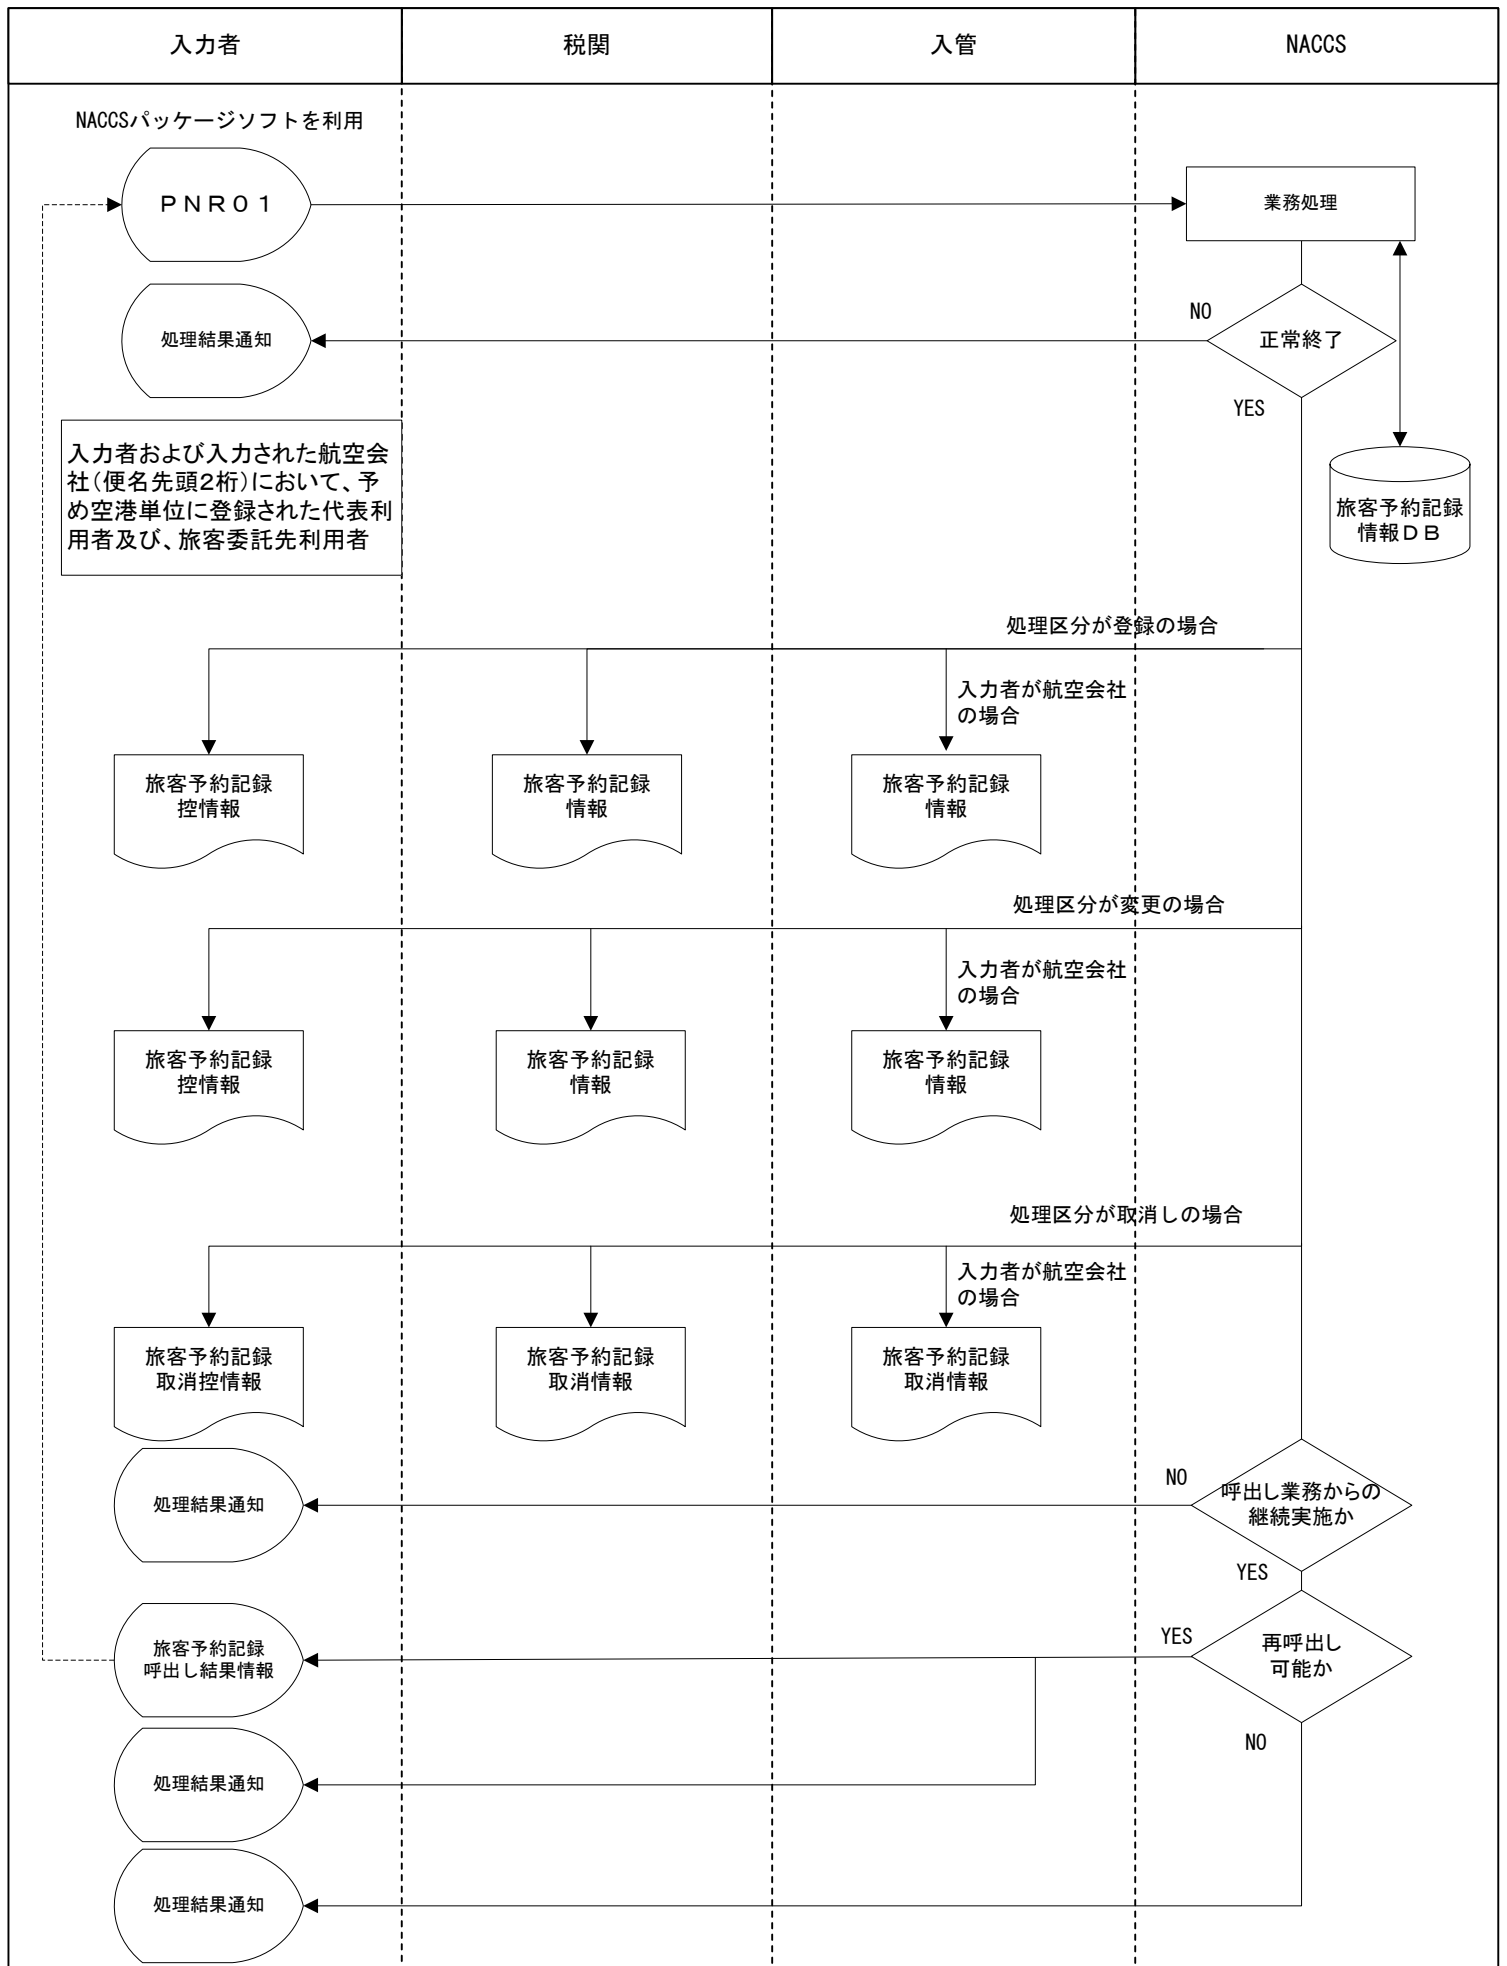 入力者
税関
入管
NACCS
NACCSパッケージソフトを利用
ＰＮＲ０１
業務処理
処理結果通知
NO
正常終了
YES
入力者および入力された航空会
社(便名先頭2桁)において、予
め空港単位に登録された代表利
用者及び、旅客委託先利用者
旅客予約記録
情報ＤＢ
処理区分が登録の場合
入力者が航空会社
の場合
旅客予約記録
控情報
旅客予約記録
情報
旅客予約記録
情報
処理区分が変更の場合
入力者が航空会社
の場合
旅客予約記録
控情報
旅客予約記録
情報
旅客予約記録
情報
処理区分が取消しの場合
入力者が航空会社
の場合
旅客予約記録
取消控情報
旅客予約記録
取消情報
旅客予約記録
取消情報
処理結果通知
NO
呼出し業務からの
継続実施か
YES
旅客予約記録
呼出し結果情報
YES
再呼出し
可能か
NO
処理結果通知
処理結果通知